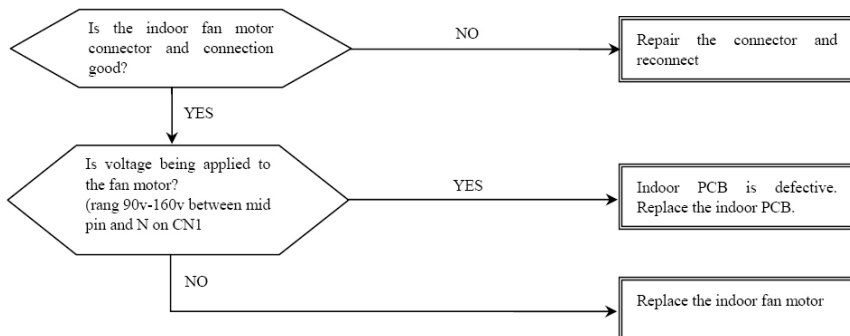 Is the indoor fan motor
connector and connection
good?
NO
Repair the connector and
reconnect
YES
Is voltage being applied to
the fan motor?
(rang 90v-160v between mid
pin and N on CN1
YES
Indoor PCB is defective.
Replace the indoor PCB.
NO
Replace the indoor fan motor